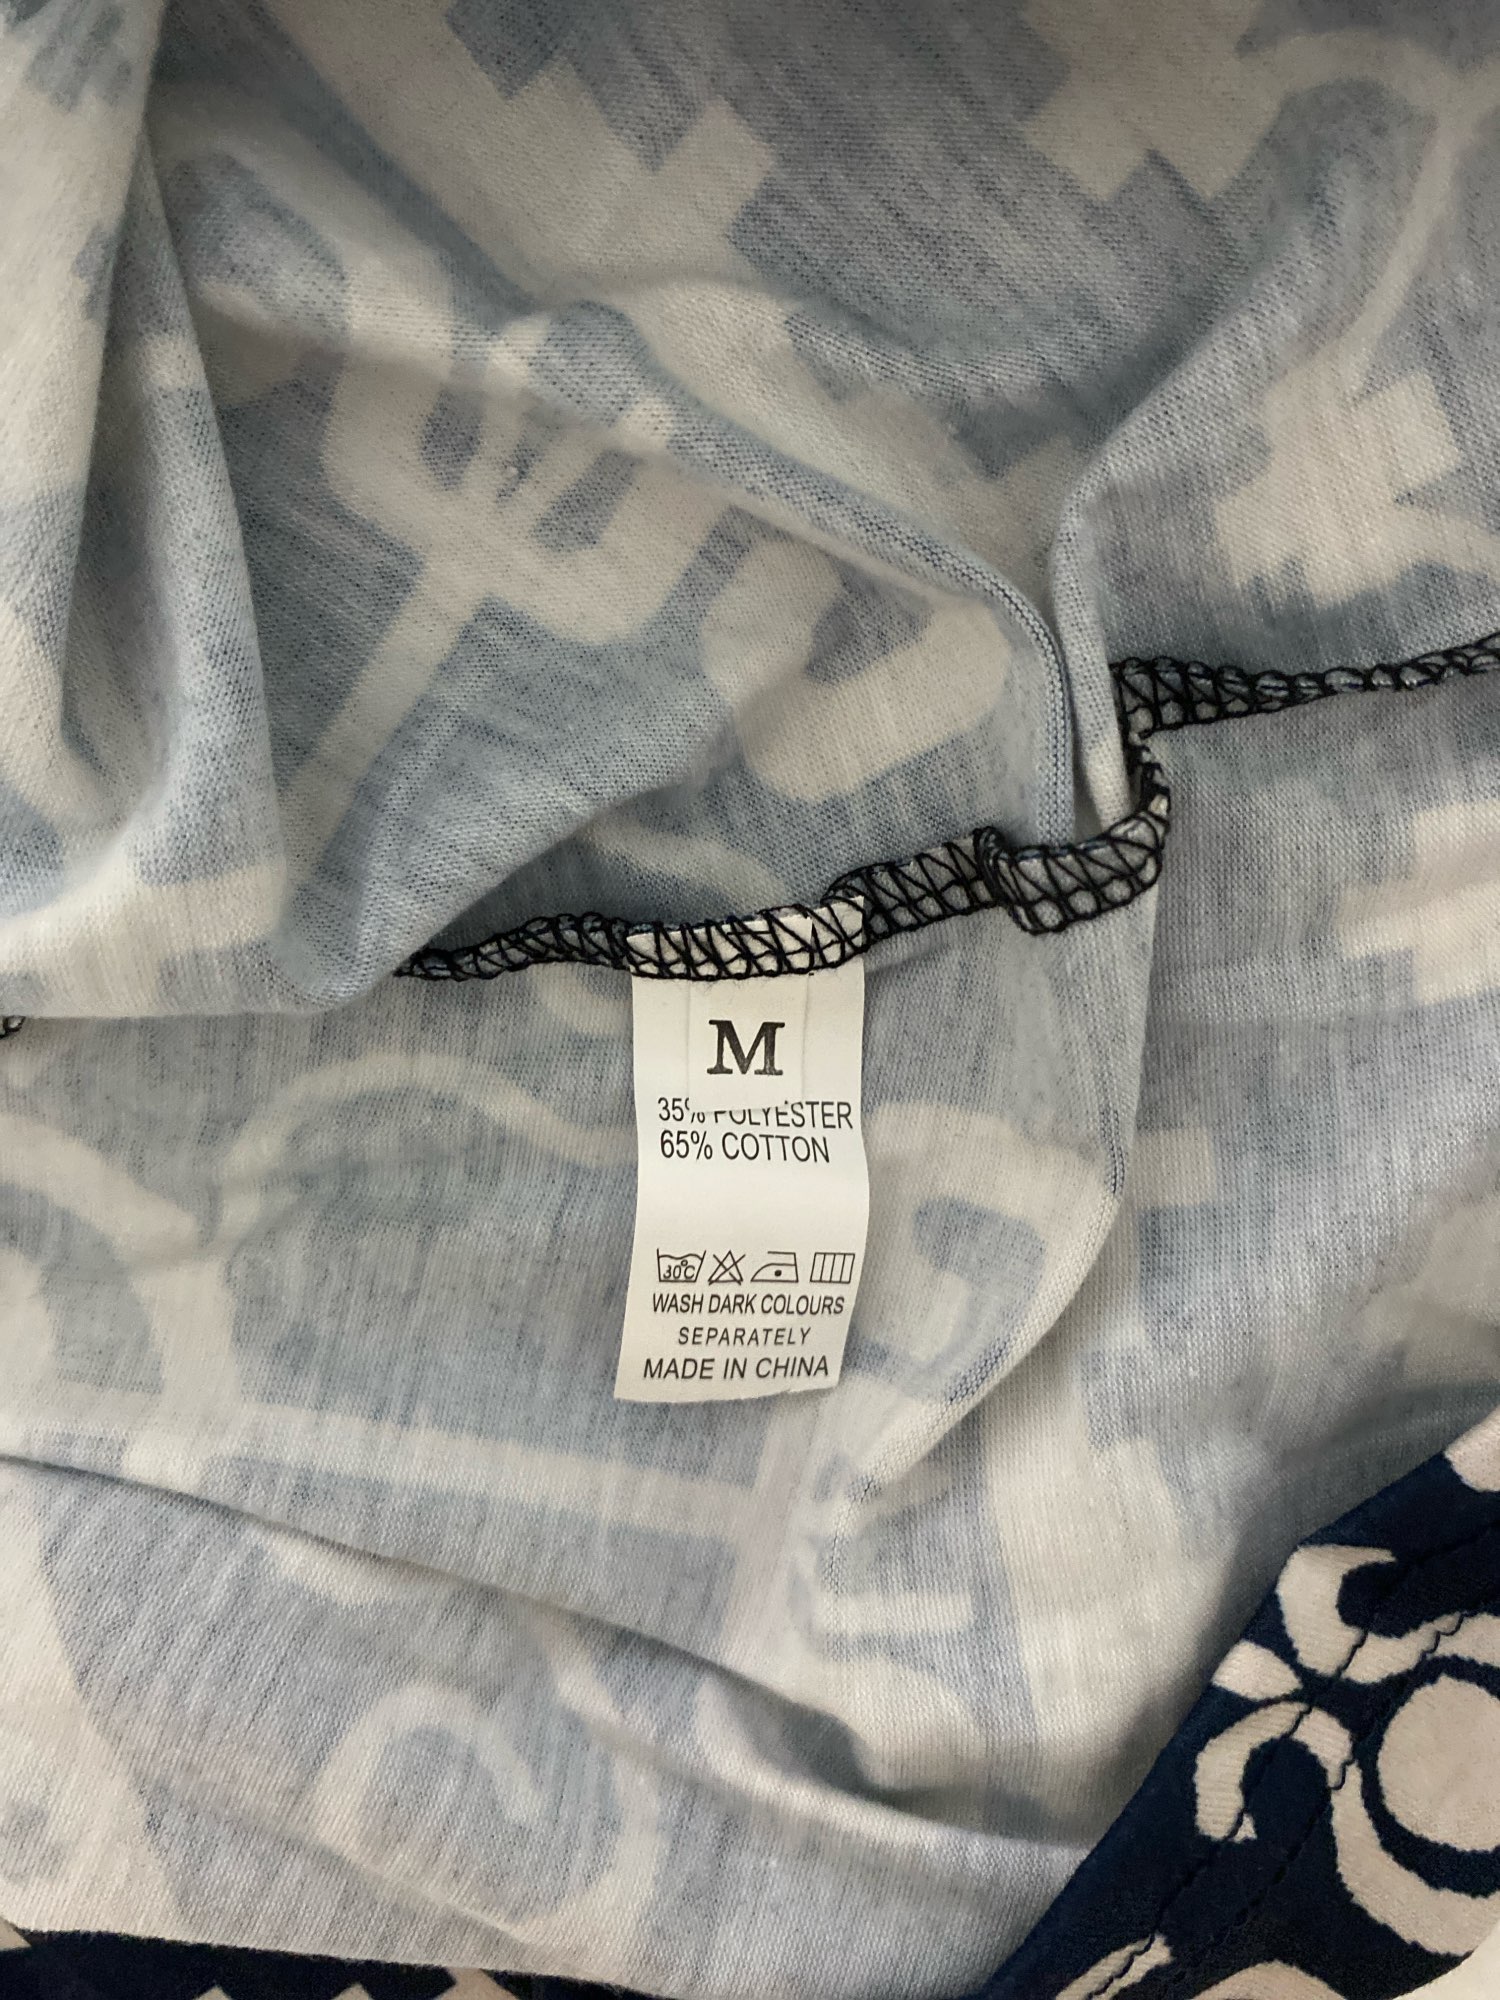 M
35% POLYESTER
65% COTTON
30°C
WASH DARK COLOURS
SEPARATELY
MADE IN CHINA